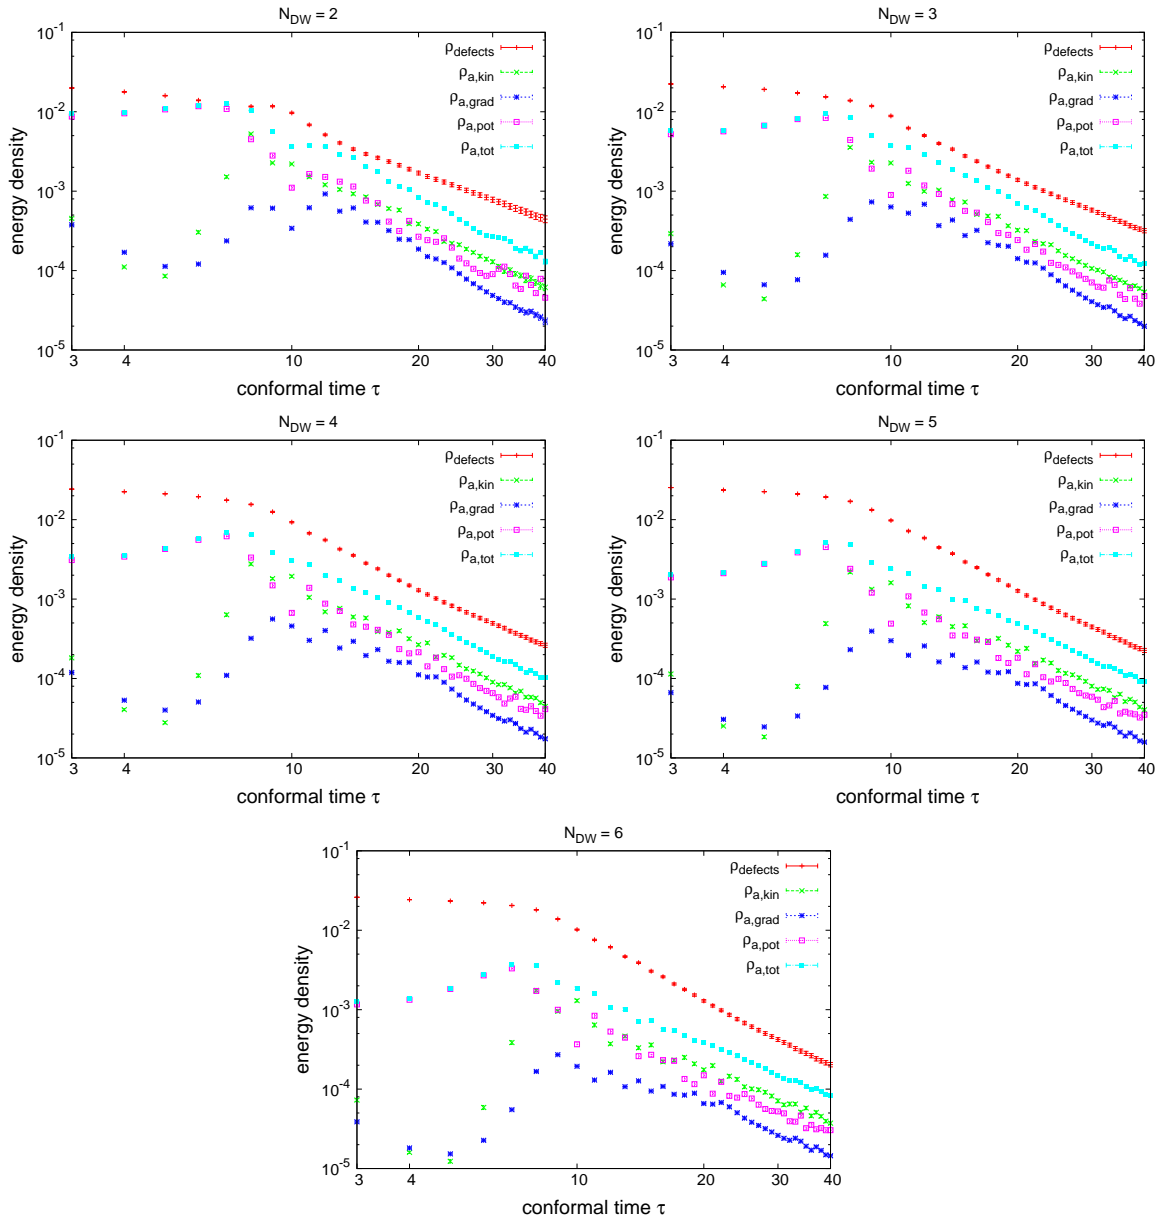 N_DW = 2
10^-1
10^-2
10^-3
10^-4
10^-5
energy density
3
4
10
20
30
40
conformal time τ
ρ_defects
ρ_a,kin
ρ_a,grad
ρ_a,pot
ρ_a,tot
N_DW = 3
10^-1
10^-2
10^-3
10^-4
10^-5
energy density
3
4
10
20
30
40
conformal time τ
ρ_defects
ρ_a,kin
ρ_a,grad
ρ_a,pot
ρ_a,tot
N_DW = 4
10^-1
10^-2
10^-3
10^-4
10^-5
energy density
3
4
10
20
30
40
conformal time τ
ρ_defects
ρ_a,kin
ρ_a,grad
ρ_a,pot
ρ_a,tot
N_DW = 5
10^-1
10^-2
10^-3
10^-4
10^-5
energy density
3
4
10
20
30
40
conformal time τ
ρ_defects
ρ_a,kin
ρ_a,grad
ρ_a,pot
ρ_a,tot
N_DW = 6
10^-1
10^-2
10^-3
10^-4
10^-5
energy density
3
4
10
20
30
40
conformal time τ
ρ_defects
ρ_a,kin
ρ_a,grad
ρ_a,pot
ρ_a,tot